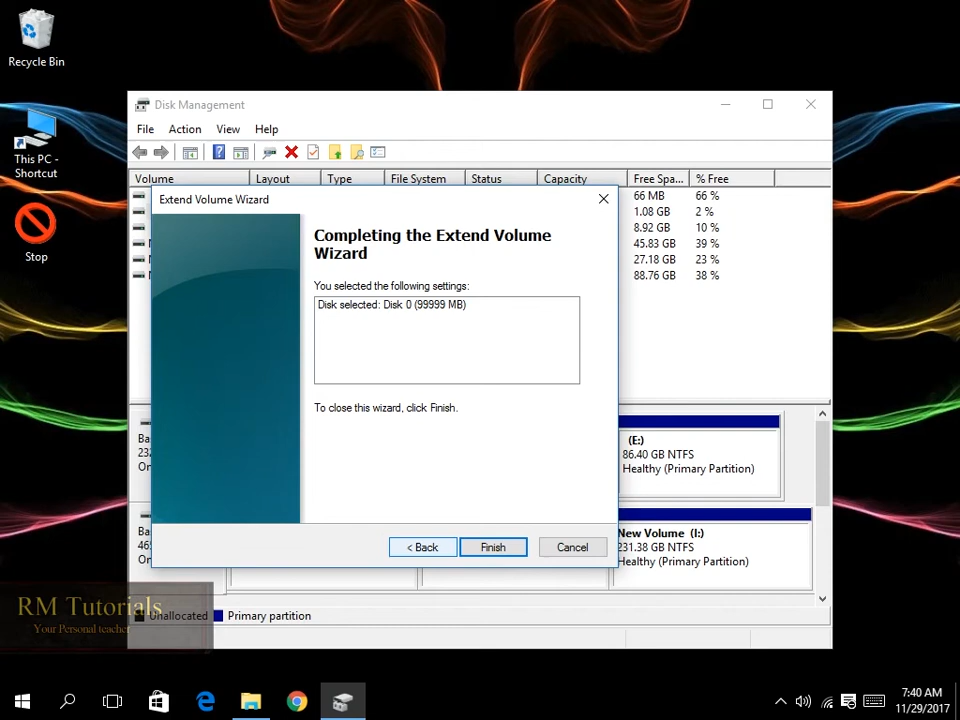 Recycle Bin
This PC -
Shortcut
Stop
Disk Management
File Action View Help
Volume Layout Type File System Status Capacity Free Spa... % Free
66 MB 66 %
1.08 GB 2 %
8.92 GB 10 %
45.83 GB 39 %
27.18 GB 23 %
88.76 GB 38 %
Extend Volume Wizard
Completing the Extend Volume
Wizard
You selected the following settings:
Disk selected: Disk 0 (99999 MB)
To close this wizard, click Finish.
< Back Finish Cancel
Ba
232
On
(E:)
86.40 GB NTFS
Healthy (Primary Partition)
Ba
465
On
New Volume (I:)
231.38 GB NTFS
Healthy (Primary Partition)
Unallocated Primary partition
RM Tutorials
Your Personal teacher
7:40 AM
11/29/2017